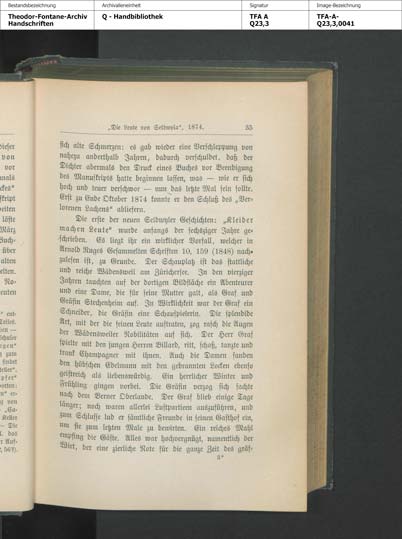 Bestandsbezeichnung
Theodor-Fontane-Archiv
Handschriften
Archivalieneinheit
Q - Handbibliothek
Signatur
TFA A
Q23,3
Image-Bezeichnung
TFA-A-
Q23,3,0041
„Die Leute von Seldwyla“, 1874. 35
sich alte Schmerzen: es gab wieder eine Verschleppung von
nahezu anderthalb Jahren, dadurch verschuldet, daß der
Dichter abermals den Druck eines Buches vor Beendigung
des Manuskripts hatte beginnen lassen, was — wie er sich
hoch und teuer verschwor — nun das letzte Mal sein sollte.
Erst zu Ende Oktober 1874 konnte er den Schluß des „Ver-
lorenen Lachens“ abliefern.
Die erste der neuen Seldwyler Geschichten: „Kleider
machen Leute“ wurde anfangs der sechsziger Jahre ge-
schrieben. Es liegt ihr ein wirklicher Vorfall, welcher in
Arnold Ruges Gesammelten Schriften 10, 159 (1848) nach-
zulesen ist, zu Grunde. Der Schauplatz ist das stattliche
und reiche Wädensweil am Zürichersee. In den vierziger
Jahren tauchten auf der dortigen Bildfläche ein Abenteurer
und eine Dame, die für seine Mutter galt, als Graf und
Gräfin Stechenheim auf. In Wirklichkeit war der Graf ein
Schneider, die Gräfin eine Schauspielerin. Die splendide
Art, mit der die feinen Leute auftraten, zog rasch die Augen
der Wädensweiler Nobilitäten auf sich. Der Herr Graf
spielte mit den jungen Herren Billard, ritt, schoß, tanzte und
trank Champagner mit ihnen. Auch die Damen fanden
den hübschen Edelmann mit den gebrannten Locken ebenso
geistreich als liebenswürdig. Ein herrlicher Winter und
Frühling gingen vorbei. Die Gräfin verzog sich sachte
nach dem Berner Oberlande. Der Graf blieb einige Tage
länger; noch waren allerlei Lustpartieen auszuführen, und
zum Schlusse lud er sämtliche Freunde in seinen Gasthof ein,
um sie zum letzten Male zu bewirten. Ein reiches Mahl
empfing die Gäste. Alles war hochvergnügt, namentlich der
Wirt, der eine zierliche Note für die ganze Zeit des gräf-
3*